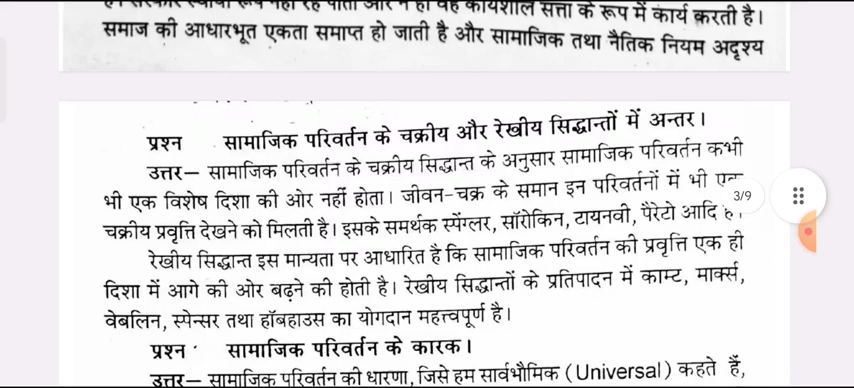 समाज की आधारभूत एकता समाप्त हो जाती है और सामाजिक तथा नैतिक नियम अदृश्य
प्रश्न सामाजिक परिवर्तन के चक्रीय और रेखीय सिद्धान्तों में अन्तर।
उत्तर— सामाजिक परिवर्तन के चक्रीय सिद्धान्त के अनुसार सामाजिक परिवर्तन कभी
भी एक विशेष दिशा की ओर नहीं होता। जीवन-चक्र के समान इन परिवर्तनों में भी
3/9
चक्रीय प्रवृत्ति देखने को मिलती है। इसके समर्थक स्पेंग्लर, सॉरोकिन, टायनवी, पैरेटो आदि
रेखीय सिद्धान्त इस मान्यता पर आधारित है कि सामाजिक परिवर्तन की प्रवृत्ति एक ही
दिशा में आगे की ओर बढ़ने की होती है। रेखीय सिद्धान्तों के प्रतिपादन में काम्ट, मार्क्स,
वेबलिन, स्पेन्सर तथा हॉबहाउस का योगदान महत्त्वपूर्ण है।
प्रश्न सामाजिक परिवर्तन के कारक।
उत्तर— सामाजिक परिवर्तन की धारणा, जिसे हम सार्वभौमिक (Universal) कहते हैं,